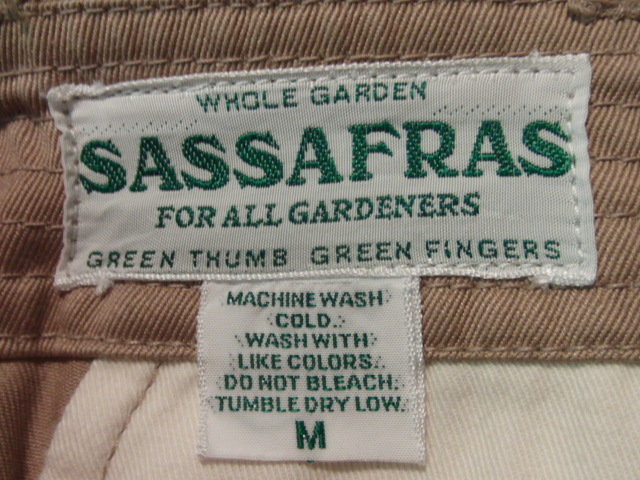 WHOLE GARDEN
SASSAFRAS
FOR ALL GARDENERS
GREEN THUMB GREEN FINGERS
MACHINE WASH
COLD.
WASH WITH
LIKE COLORS.
DO NOT BLEACH.
TUMBLE DRY LOW.
M